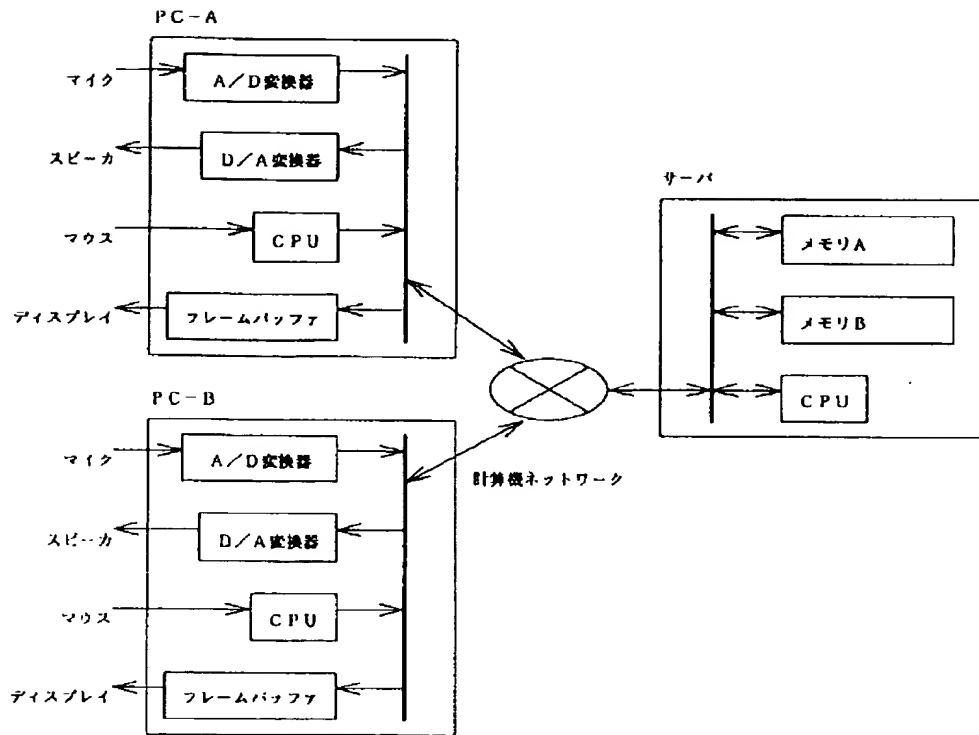 PC-A
マイク
A/D変換器
スピーカ
D/A変換器
マウス
CPU
ディスプレイ
フレームバッファ
サーバ
メモリA
メモリB
CPU
計算機ネットワーク
PC-B
マイク
A/D変換器
スピーカ
D/A変換器
マウス
CPU
ディスプレイ
フレームバッファ